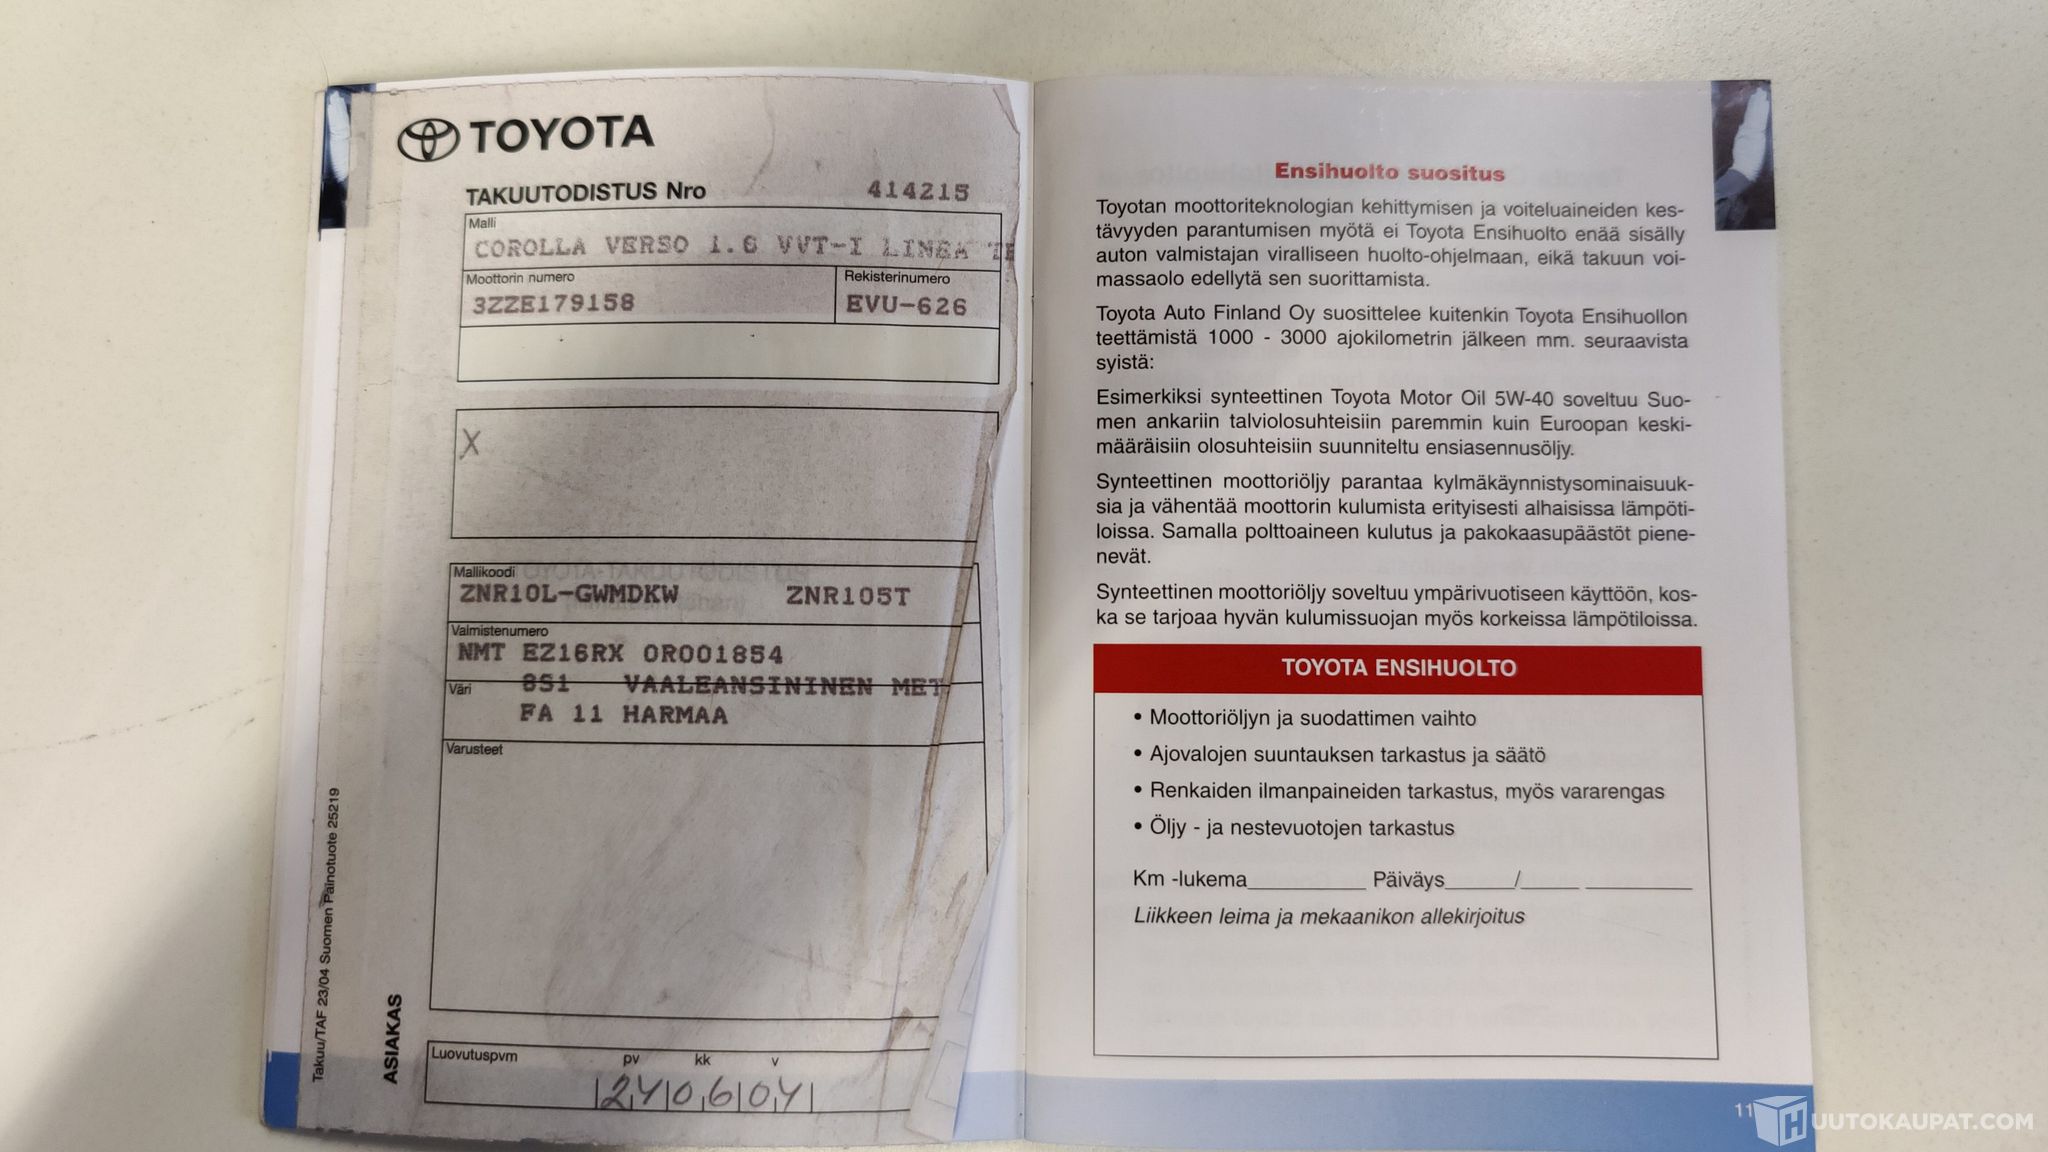 TOYOTA
TAKUUTODISTUS Nro 414215
Malli
COROLLA VERSO 1.6 VVT-I LINEA
Moottorin numero Rekisterinumero
3ZZE179158 EVU-626
X
Mallikoodi
ZNR10L-GWMDKW ZNR105T
Valmistenumero
NMT EZ16RX 0R001854
Väri 8S1 VAALEANSININEN MET
FA 11 HARMAA
Varusteet
Luovutuspvm pv kk v
24 06 04
ASIAKAS
Takuu/TAF 23/04 Suomen Painotuote 25219
Ensihuolto suositus
Toyotan moottoriteknologian kehittymisen ja voiteluaineiden kes-
tävyyden parantumisen myötä ei Toyota Ensihuolto enää sisälly
auton valmistajan viralliseen huolto-ohjelmaan, eikä takuun voi-
massaolo edellytä sen suorittamista.
Toyota Auto Finland Oy suosittelee kuitenkin Toyota Ensihuollon
teettämistä 1000 - 3000 ajokilometrin jälkeen mm. seuraavista
syistä:
Esimerkiksi synteettinen Toyota Motor Oil 5W-40 soveltuu Suo-
men ankariin talviolosuhteisiin paremmin kuin Euroopan keski-
määräisiin olosuhteisiin suunniteltu ensiasennusöljy.
Synteettinen moottoriöljy parantaa kylmäkäynnistysominaisuuk-
sia ja vähentää moottorin kulumista erityisesti alhaisissa lämpöti-
loissa. Samalla polttoaineen kulutus ja pakokaasupäästöt piene-
nevät.
Synteettinen moottoriöljy soveltuu ympärivuotiseen käyttöön, kos-
ka se tarjoaa hyvän kulumissuojan myös korkeissa lämpötiloissa.
TOYOTA ENSIHUOLTO
• Moottoriöljyn ja suodattimen vaihto
• Ajovalojen suuntauksen tarkastus ja säätö
• Renkaiden ilmanpaineiden tarkastus, myös vararengas
• Öljy - ja nestevuotojen tarkastus
Km -lukema__________ Päiväys______/_____ _________
Liikkeen leima ja mekaanikon allekirjoitus
11
HUUTOKAUPAT.COM